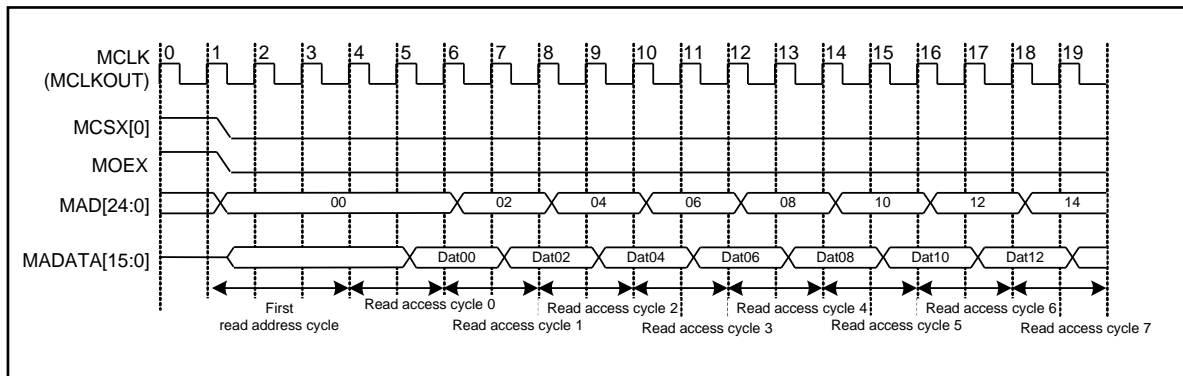 0 1 2 3 4 5 6 7 8 9 10 11 12 13 14 15 16 17 18 19
MCLK
(MCLKOUT)
MCSX[0]
MOEX
MAD[24:0] 00 02 04 06 08 10 12 14
MADATA[15:0] Dat00 Dat02 Dat04 Dat06 Dat08 Dat10 Dat12
First
read address cycle
Read access cycle 0 Read access cycle 2 Read access cycle 4 Read access cycle 6
Read access cycle 1 Read access cycle 3 Read access cycle 5 Read access cycle 7